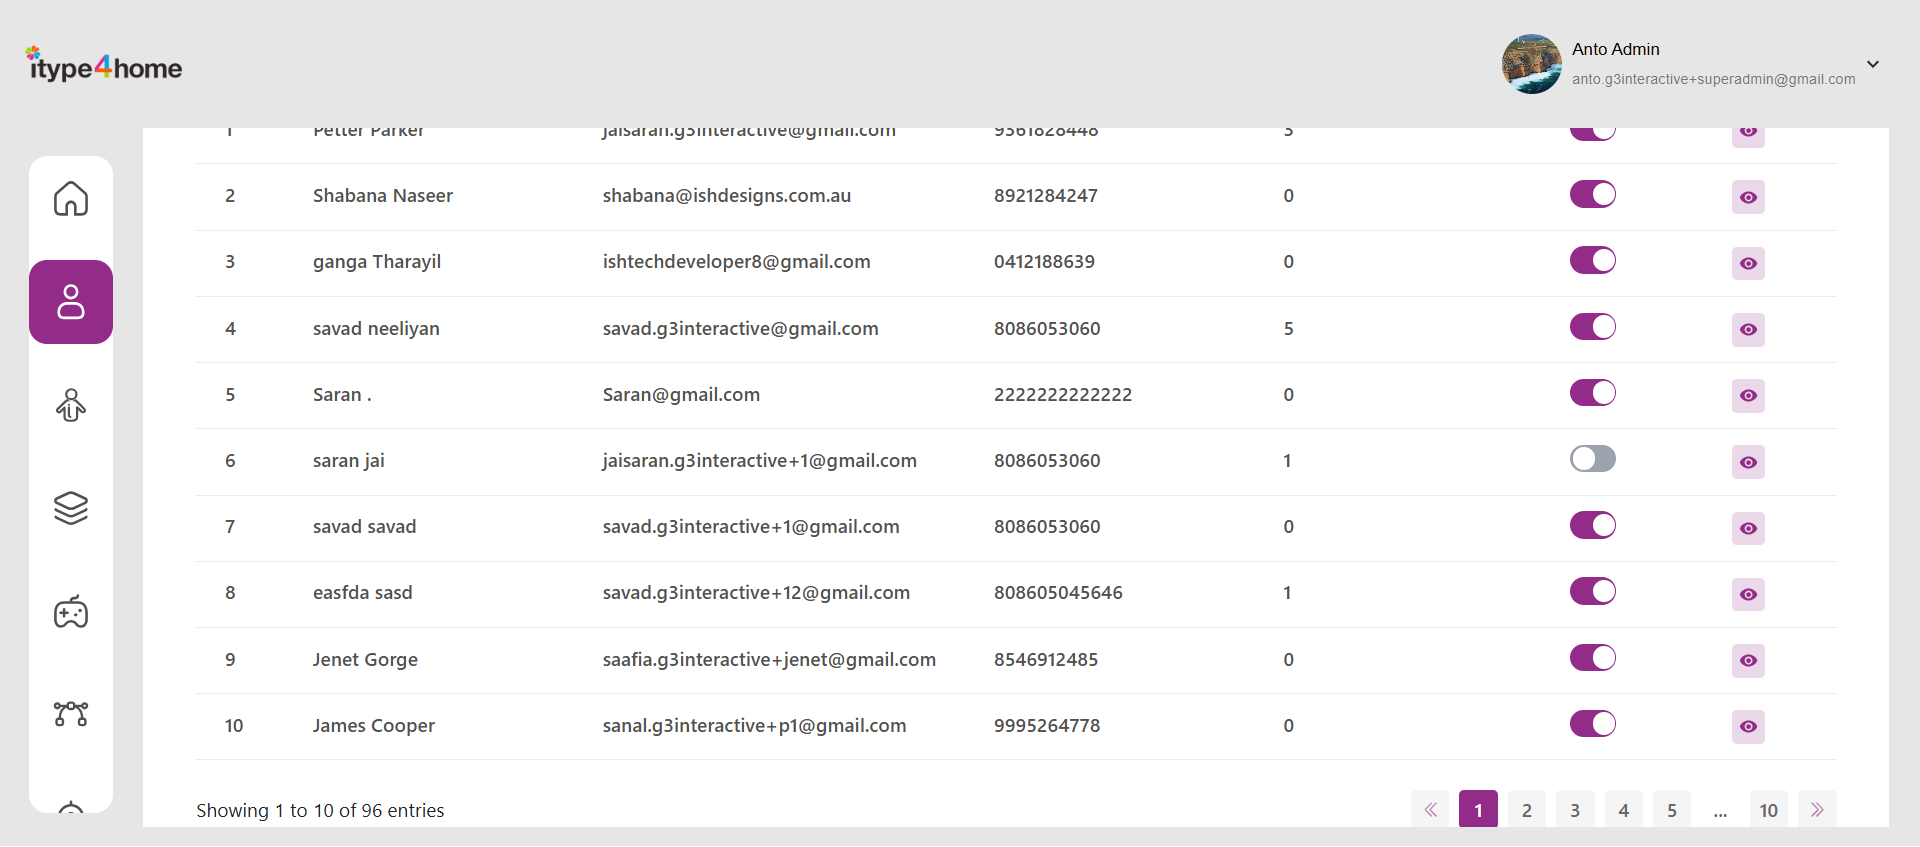 itype4home
Anto Admin
anto.g3interactive+superadmin@gmail.com
1 Petter Parker jaisaran.g3interactive@gmail.com 9361828448 3
2 Shabana Naseer shabana@ishdesigns.com.au 8921284247 0
3 ganga Tharayil ishtechdeveloper8@gmail.com 0412188639 0
4 savad neeliyan savad.g3interactive@gmail.com 8086053060 5
5 Saran . Saran@gmail.com 2222222222222 0
6 saran jai jaisaran.g3interactive+1@gmail.com 8086053060 1
7 savad savad savad.g3interactive+1@gmail.com 8086053060 0
8 easfda sasd savad.g3interactive+12@gmail.com 808605045646 1
9 Jenet Gorge saafia.g3interactive+jenet@gmail.com 8546912485 0
10 James Cooper sanal.g3interactive+p1@gmail.com 9995264778 0
Showing 1 to 10 of 96 entries « 1 2 3 4 5 ... 10 »